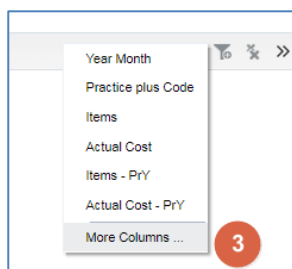 Year Month
Practice plus Code
Items
Actual Cost
Items - PrY
Actual Cost - PrY
More Columns ...
3